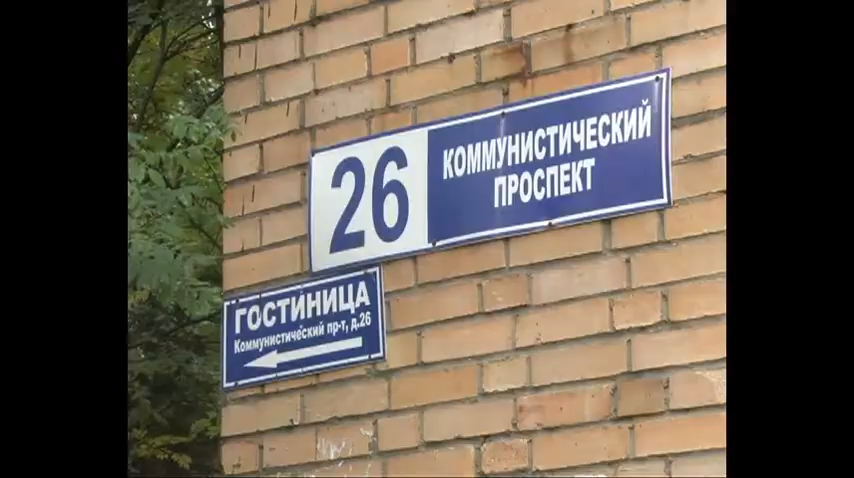 26
КОММУНИСТИЧЕСКИЙ
ПРОСПЕКТ
ГОСТИНИЦА
Коммунистический пр-т, д.26